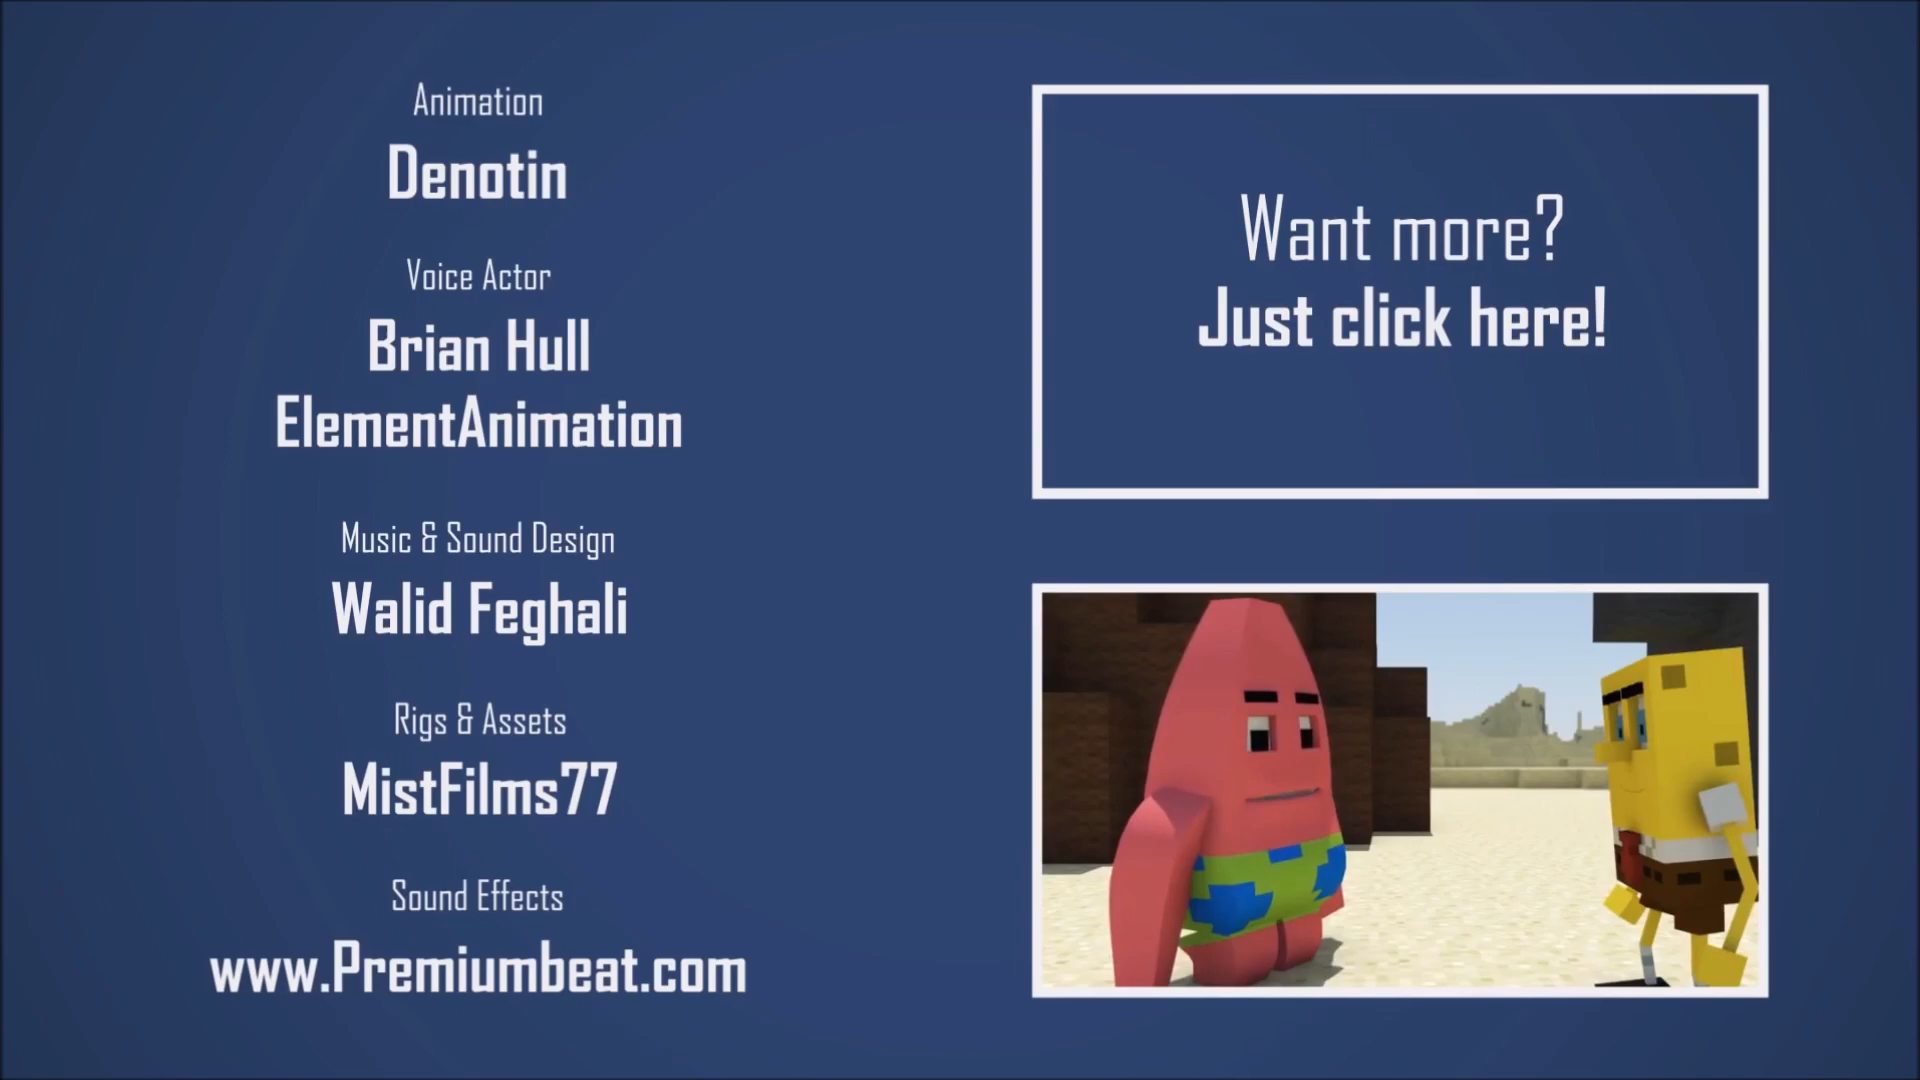 Animation
Denotin
Voice Actor
Brian Hull
ElementAnimation
Music & Sound Design
Walid Feghali
Rigs & Assets
MistFilms77
Sound Effects
www.Premiumbeat.com
Want more?
Just click here!